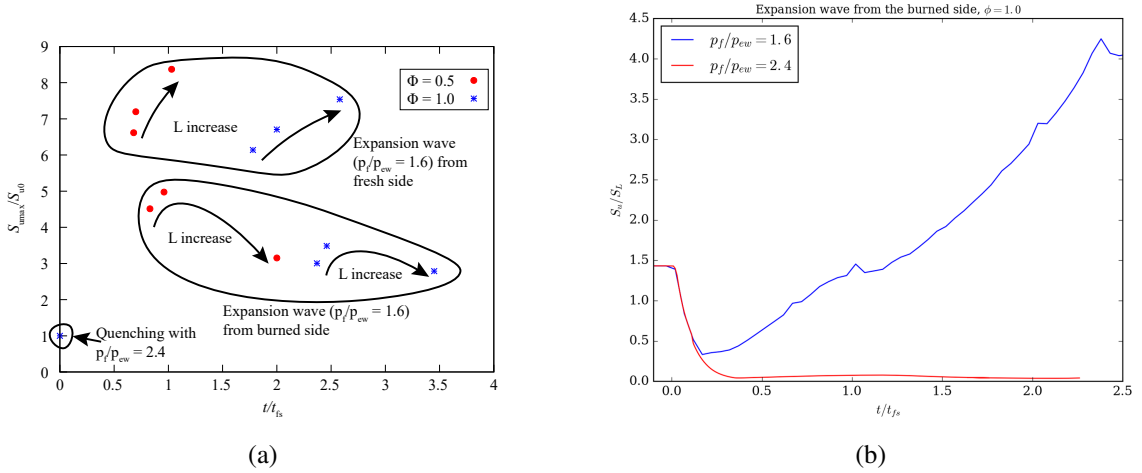 9
8
7
6
5
4
3
2
1
0
S_umax/S_u0
0
0.5
1
1.5
2
2.5
3
3.5
4
t/t_fs
Φ = 0.5
Φ = 1.0
L increase
Expansion wave
(p_f/p_ew = 1.6) from
fresh side
L increase
L increase
Expansion wave (p_f/p_ew = 1.6)
from burned side
Quenching with
p_f/p_ew = 2.4
(a)
Expansion wave from the burned side, ϕ = 1.0
p_f/p_ew = 1.6
p_f/p_ew = 2.4
4.5
4.0
3.5
3.0
2.5
2.0
1.5
1.0
0.5
0.0
S_u/S_L
0.0
0.5
1.0
1.5
2.0
2.5
t/t_fs
(b)